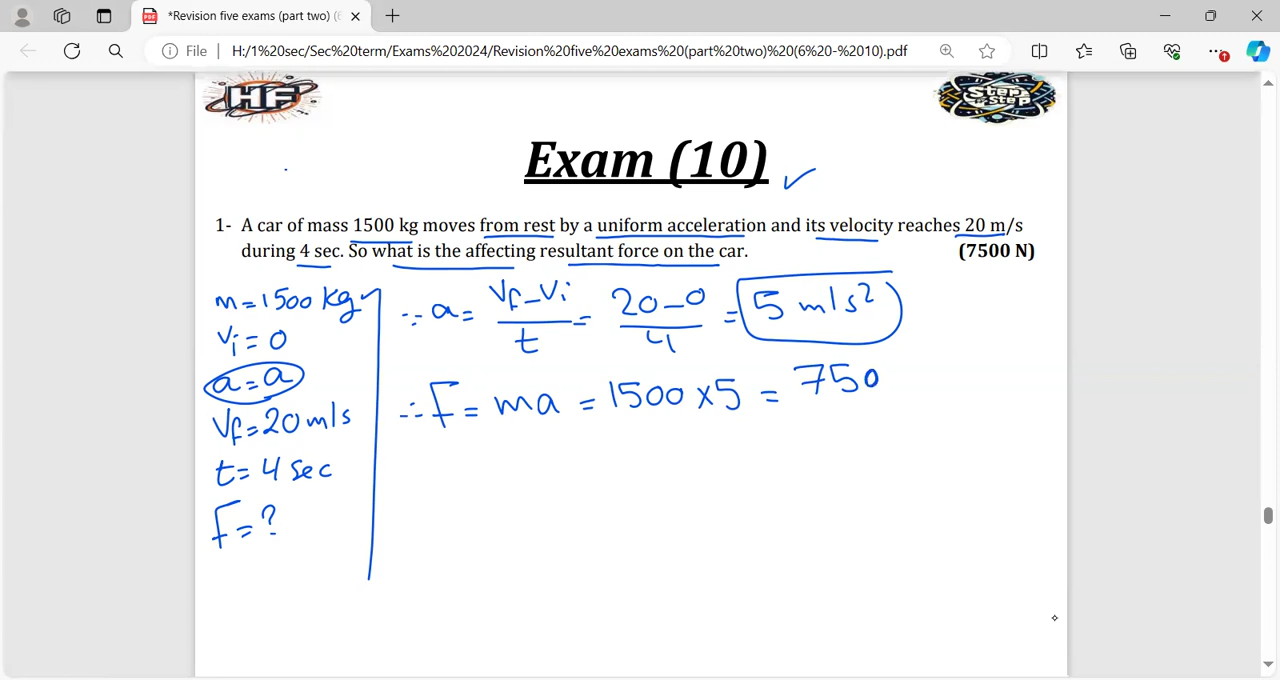 *Revision five exams (part two) (
File
H:/1%20sec/Sec%20term/Exams%202024/Revision%20five%20exams%20(part%20two)%20(6%20-%2010).pdf
HF
Step by Step
Exam (10)
1- A car of mass 1500 kg moves from rest by a uniform acceleration and its velocity reaches 20 m/s
during 4 sec. So what is the affecting resultant force on the car. (7500 N)
m = 1500 kg
Vi = 0
a = a
Vf = 20 m/s
t = 4 sec
F = ?
∵ a = (Vf - Vi)/t = (20 - 0)/4 = 5 m/s²
∴ F = ma = 1500 × 5 = 750